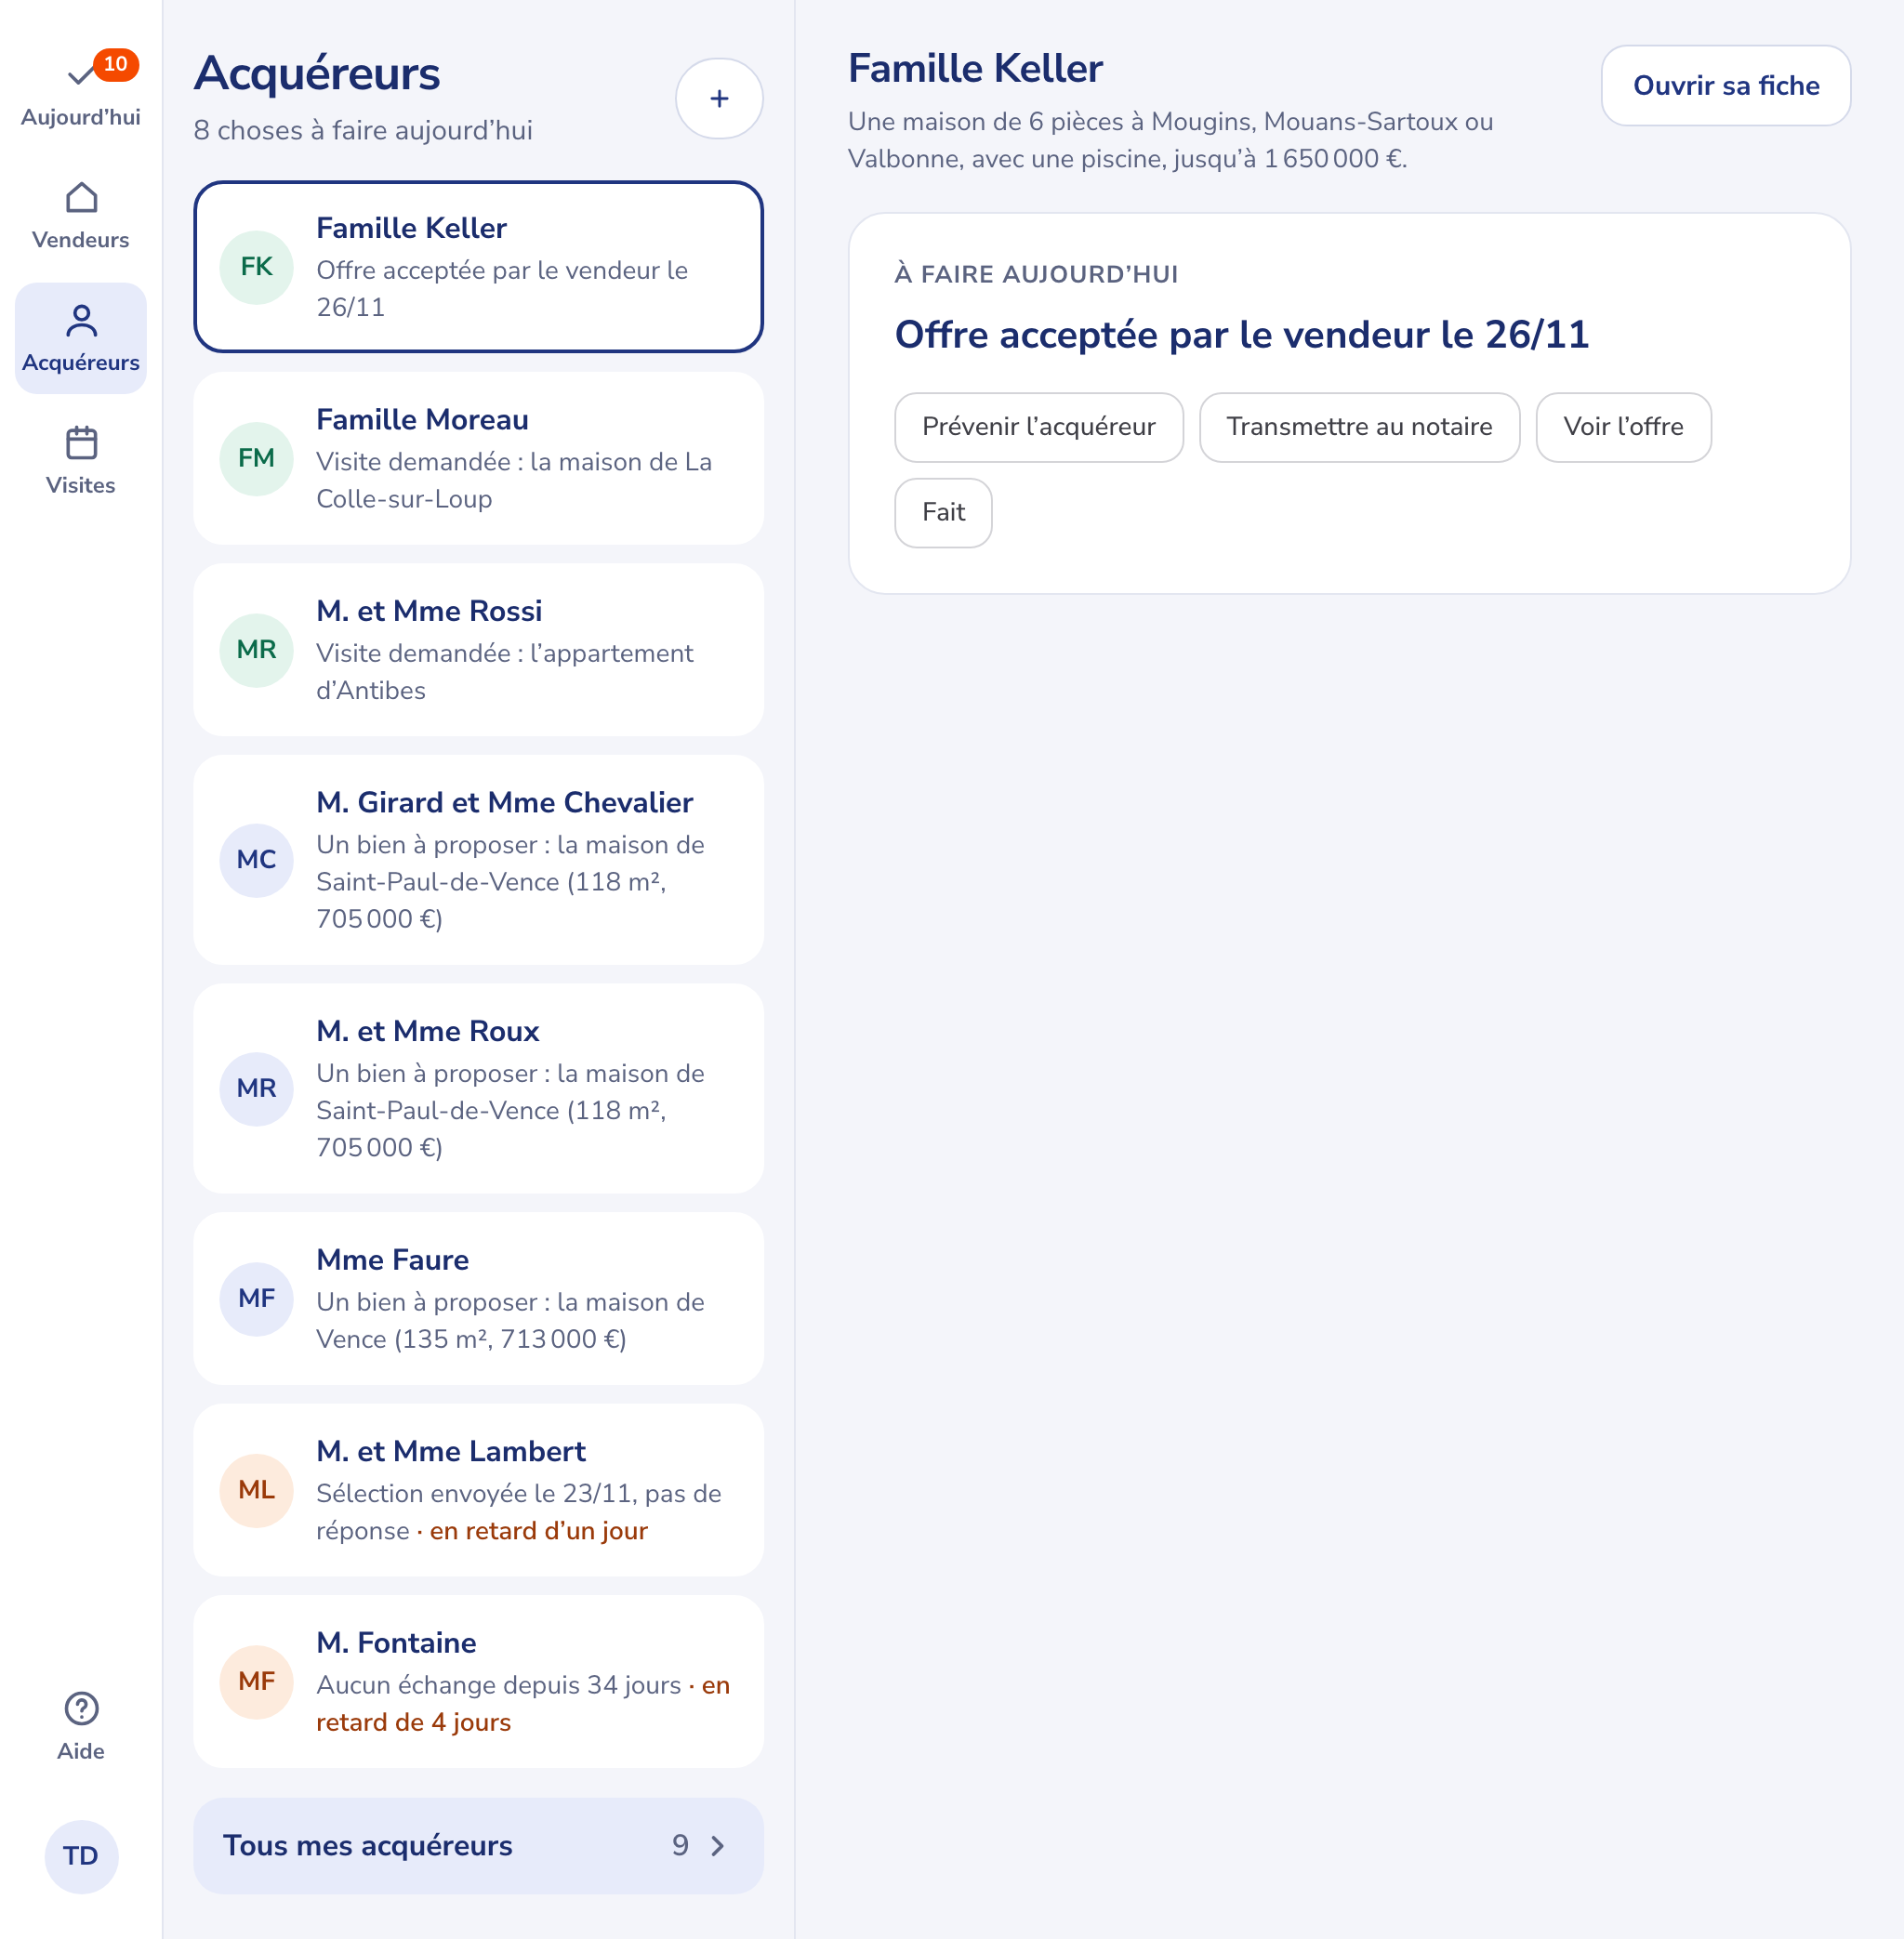 10
Aujourd’hui
Vendeurs
Acquéreurs
Visites
Aide
TD
Acquéreurs
8 choses à faire aujourd’hui
+
FK
Famille Keller
Offre acceptée par le vendeur le
26/11
FM
Famille Moreau
Visite demandée : la maison de La
Colle-sur-Loup
MR
M. et Mme Rossi
Visite demandée : l’appartement
d’Antibes
MC
M. Girard et Mme Chevalier
Un bien à proposer : la maison de
Saint-Paul-de-Vence (118 m²,
705 000 €)
MR
M. et Mme Roux
Un bien à proposer : la maison de
Saint-Paul-de-Vence (118 m²,
705 000 €)
MF
Mme Faure
Un bien à proposer : la maison de
Vence (135 m², 713 000 €)
ML
M. et Mme Lambert
Sélection envoyée le 23/11, pas de
réponse · en retard d’un jour
MF
M. Fontaine
Aucun échange depuis 34 jours · en
retard de 4 jours
Tous mes acquéreurs 9
Famille Keller
Une maison de 6 pièces à Mougins, Mouans-Sartoux ou
Valbonne, avec une piscine, jusqu’à 1 650 000 €.
Ouvrir sa fiche
À FAIRE AUJOURD’HUI
Offre acceptée par le vendeur le 26/11
Prévenir l’acquéreur Transmettre au notaire Voir l’offre
Fait